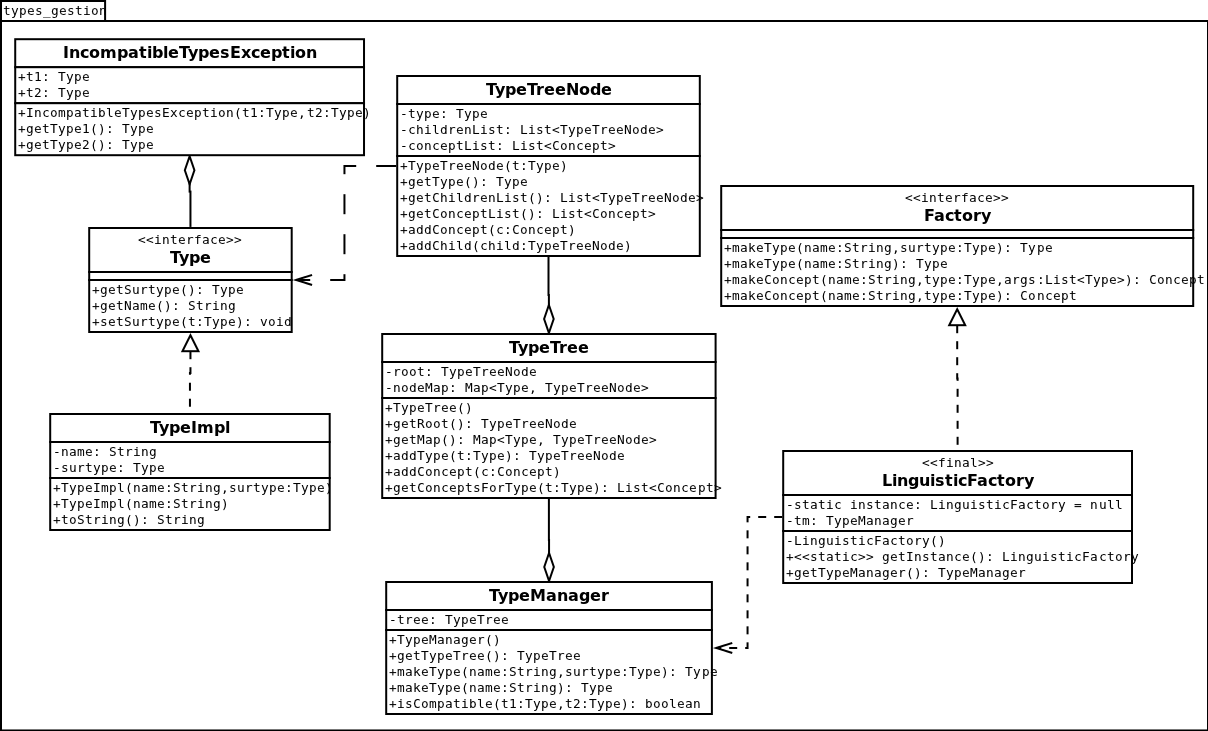 types_gestion
IncompatibleTypesException
+t1: Type
+t2: Type
+IncompatibleTypesException(t1:Type,t2:Type)
+getType1(): Type
+getType2(): Type
TypeTreeNode
-type: Type
-childrenList: List<TypeTreeNode>
-conceptList: List<Concept>
+TypeTreeNode(t:Type)
+getType(): Type
+getChildrenList(): List<TypeTreeNode>
+getConceptList(): List<Concept>
+addConcept(c:Concept)
+addChild(child:TypeTreeNode)
<<interface>>
Factory
+makeType(name:String,surtype:Type): Type
+makeType(name:String): Type
+makeConcept(name:String,type:Type,args:List<Type>): Concept
+makeConcept(name:String,type:Type): Concept
<<interface>>
Type
+getSurtype(): Type
+getName(): String
+setSurtype(t:Type): void
TypeTree
-root: TypeTreeNode
-nodeMap: Map<Type, TypeTreeNode>
+TypeTree()
+getRoot(): TypeTreeNode
+getMap(): Map<Type, TypeTreeNode>
+addType(t:Type): TypeTreeNode
+addConcept(c:Concept)
+getConceptsForType(t:Type): List<Concept>
TypeImpl
-name: String
-surtype: Type
+TypeImpl(name:String,surtype:Type)
+TypeImpl(name:String)
+toString(): String
<<final>>
LinguisticFactory
-static instance: LinguisticFactory = null
-tm: TypeManager
-LinguisticFactory()
+<<static>> getInstance(): LinguisticFactory
+getTypeManager(): TypeManager
TypeManager
-tree: TypeTree
+TypeManager()
+getTypeTree(): TypeTree
+makeType(name:String,surtype:Type): Type
+makeType(name:String): Type
+isCompatible(t1:Type,t2:Type): boolean